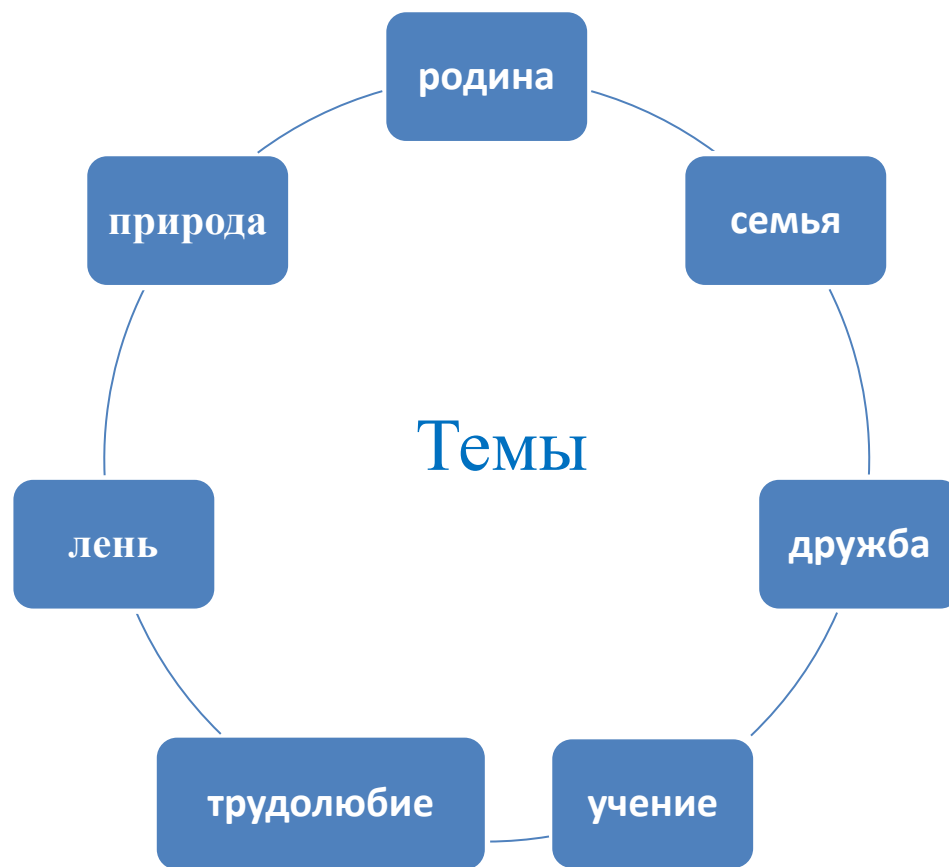 родина
природа
семья
Темы
лень
дружба
трудолюбие
учение